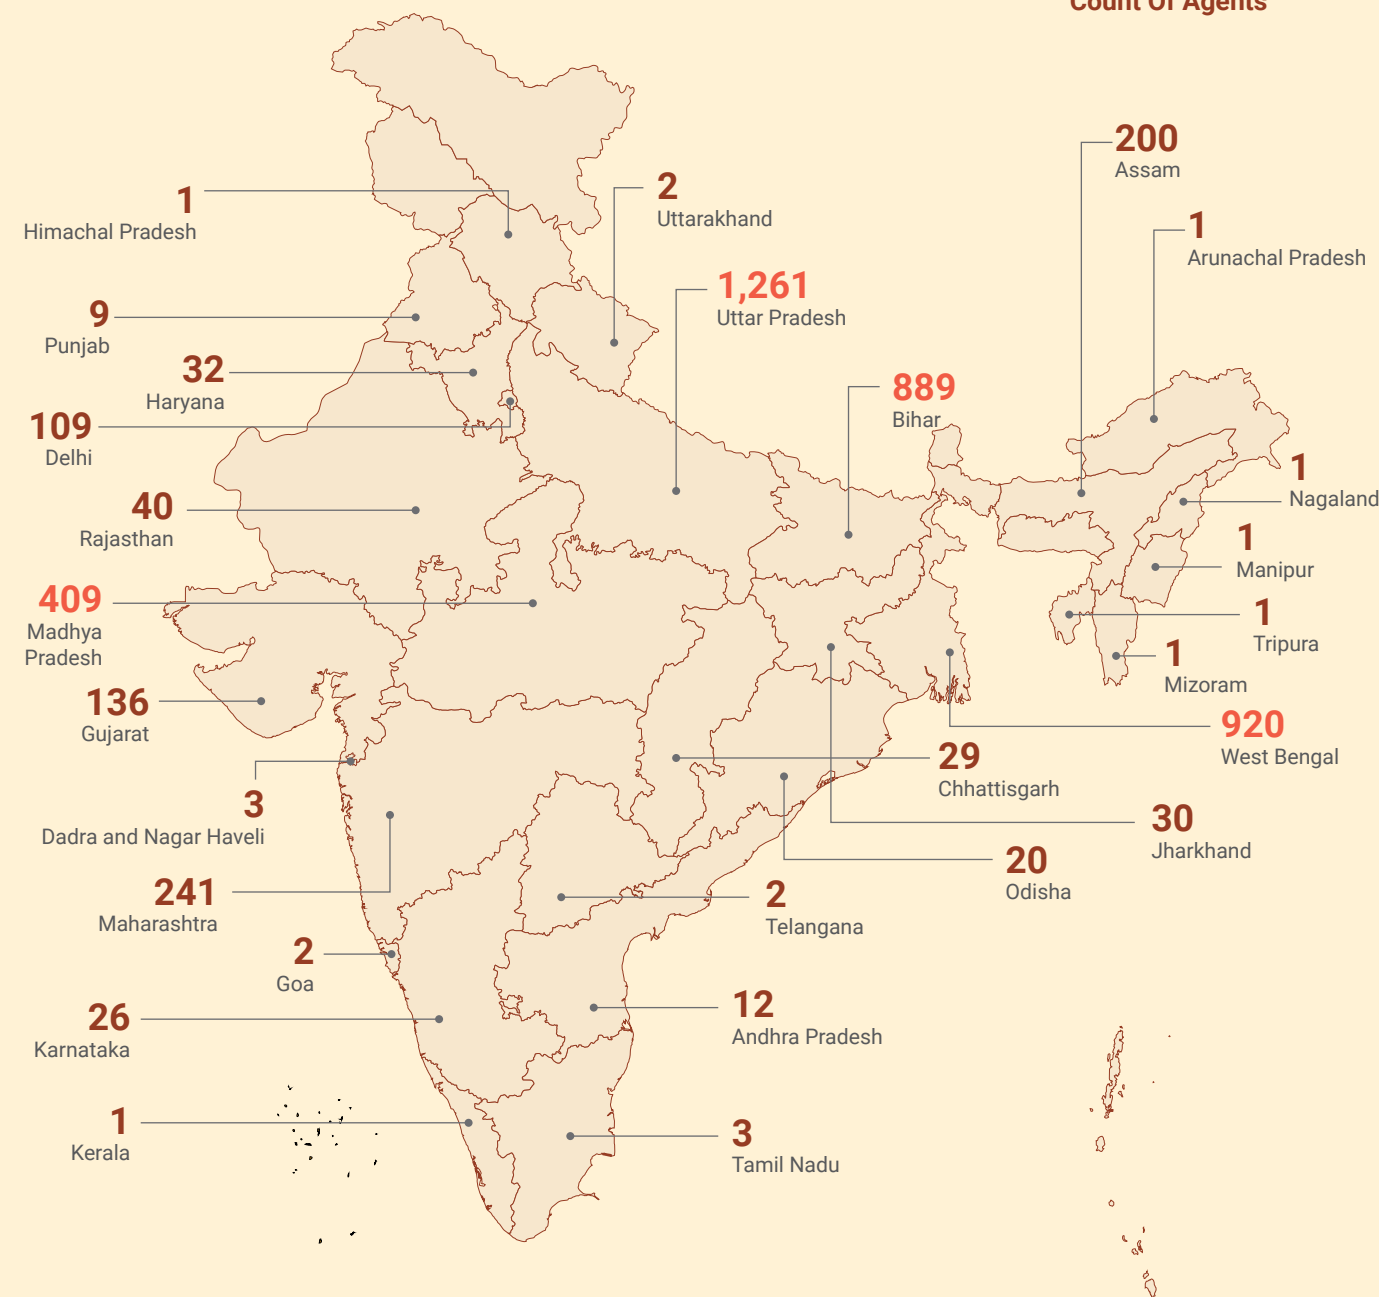 Count Of Agents
200
Assam
1
Himachal Pradesh
2
Uttarakhand
1
Arunachal Pradesh
1,261
Uttar Pradesh
9
Punjab
32
Haryana
889
Bihar
109
Delhi
1
Nagaland
40
Rajasthan
1
Manipur
409
Madhya
Pradesh
1
Tripura
1
Mizoram
136
Gujarat
920
West Bengal
29
Chhattisgarh
3
Dadra and Nagar Haveli
30
Jharkhand
20
Odisha
241
Maharashtra
2
Telangana
2
Goa
12
Andhra Pradesh
26
Karnataka
1
Kerala
3
Tamil Nadu